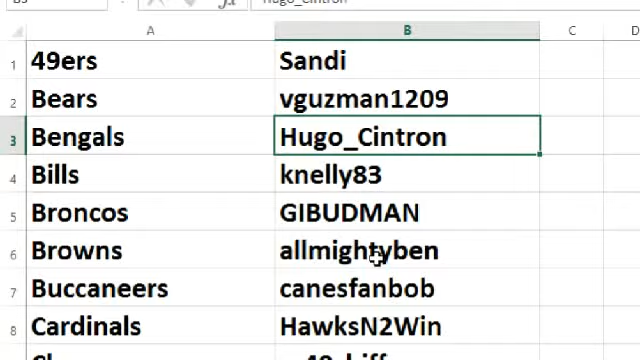 A B C D
1 49ers Sandi
2 Bears vguzman1209
3 Bengals Hugo_Cintron
4 Bills knelly83
5 Broncos GIBUDMAN
6 Browns allmightyben
7 Buccaneers canesfanbob
8 Cardinals HawksN2Win